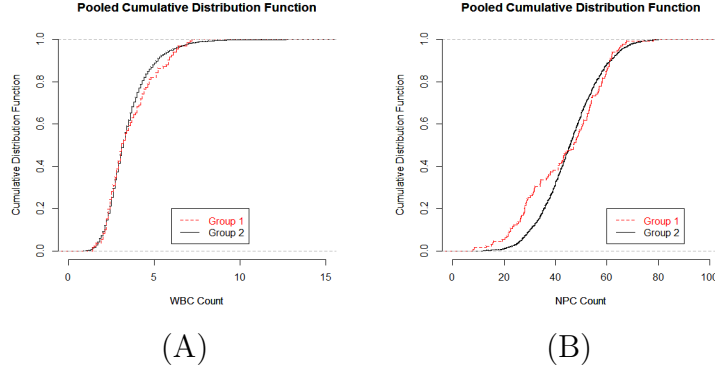 Pooled Cumulative Distribution Function
Cumulative Distribution Function
1.0
0.8
0.6
0.4
0.2
0.0
Group 1
Group 2
0
5
10
15
WBC Count
(A)
Pooled Cumulative Distribution Function
Cumulative Distribution Function
1.0
0.8
0.6
0.4
0.2
0.0
Group 1
Group 2
0
20
40
60
80
100
NPC Count
(B)